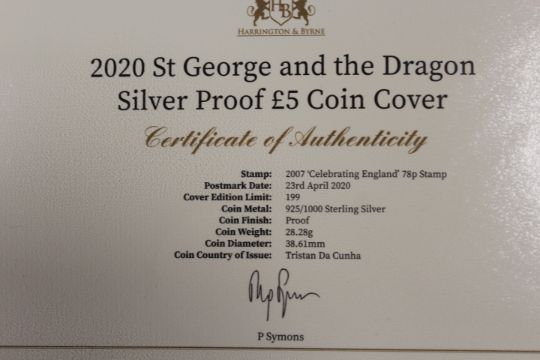 HB
HARRINGTON & BYRNE
2020 St George and the Dragon
Silver Proof £5 Coin Cover
Certificate of Authenticity
Stamp: 2007 'Celebrating England' 78p Stamp
Postmark Date: 23rd April 2020
Cover Edition Limit: 199
Coin Metal: 925/1000 Sterling Silver
Coin Finish: Proof
Coin Weight: 28.28g
Coin Diameter: 38.61mm
Coin Country of Issue: Tristan Da Cunha
P Symons